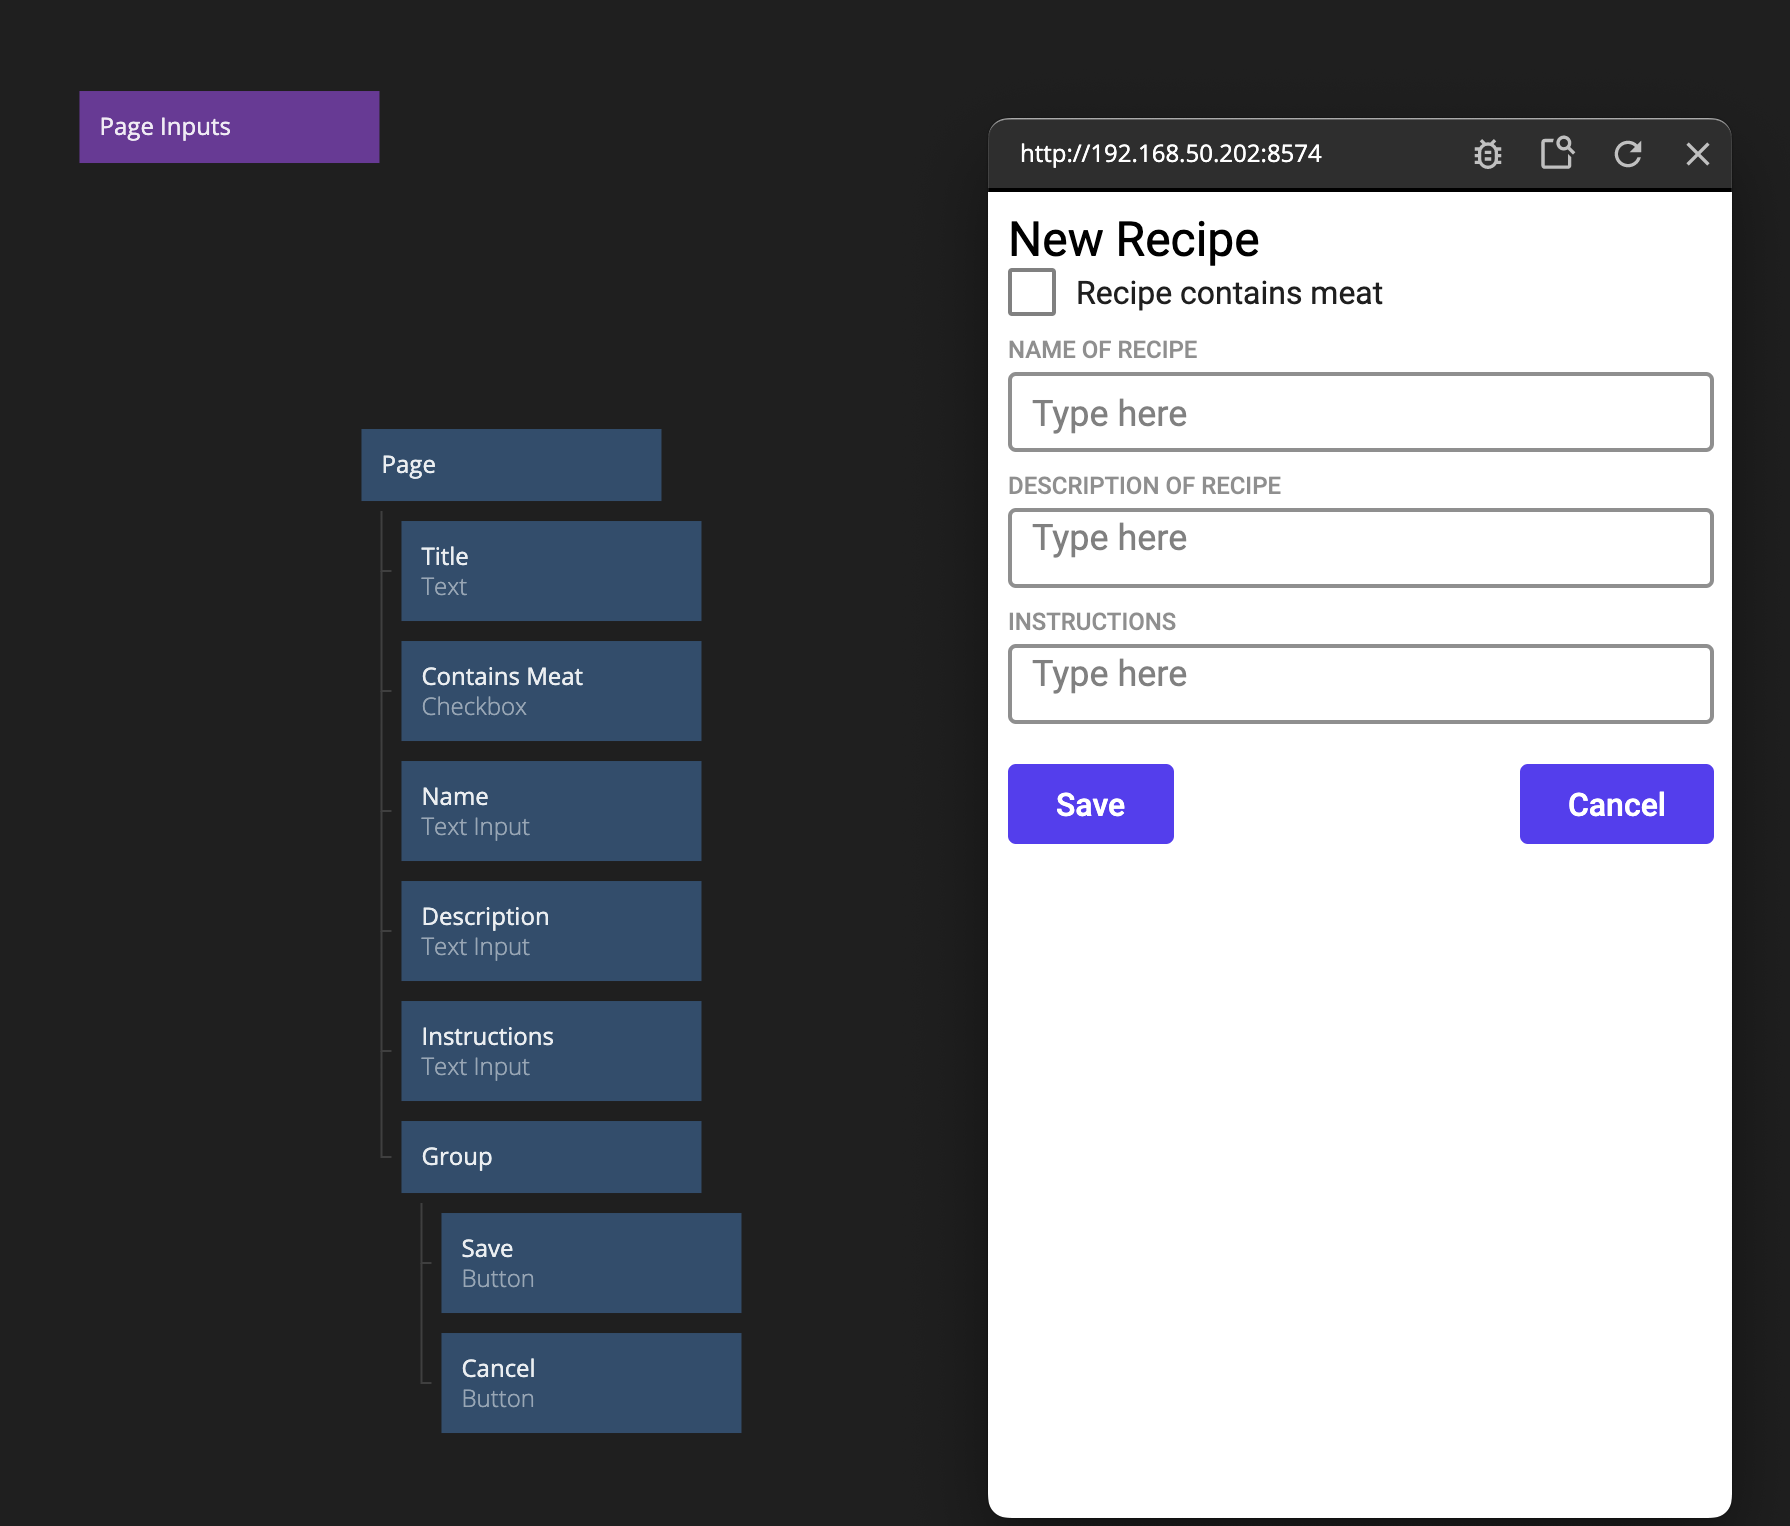 Page Inputs
Page
Title
Text
Contains Meat
Checkbox
Name
Text Input
Description
Text Input
Instructions
Text Input
Group
Save
Button
Cancel
Button
http://192.168.50.202:8574
New Recipe
Recipe contains meat
NAME OF RECIPE
Type here
DESCRIPTION OF RECIPE
Type here
INSTRUCTIONS
Type here
Save
Cancel